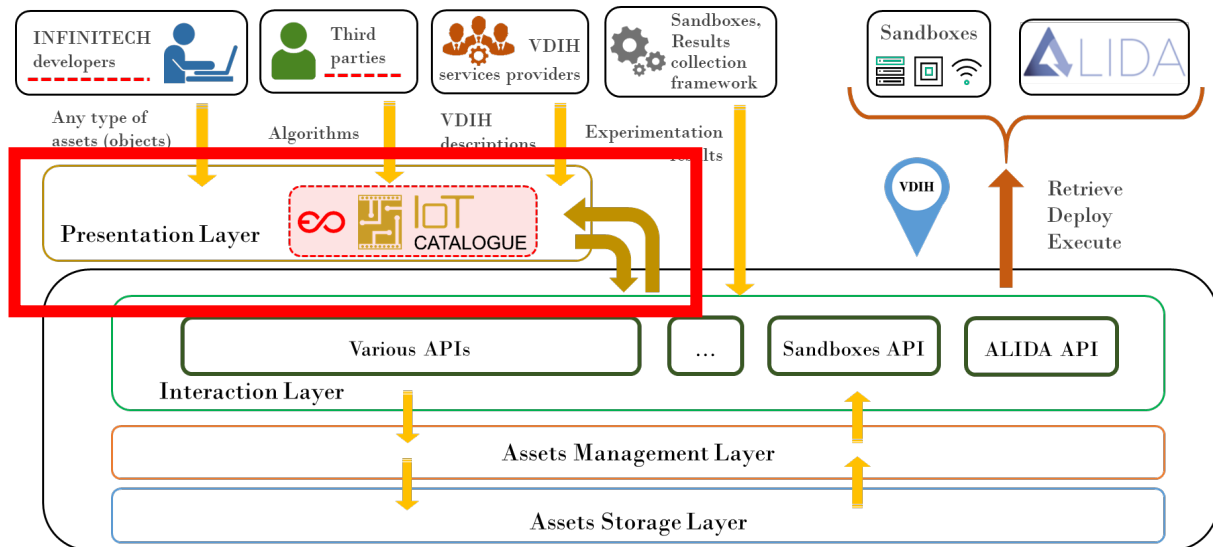 INFINITECH
developers
Third
parties
VDIH
services providers
Sandboxes,
Results
collection
framework
Sandboxes
ALIDA
Any type of
assets (objects)
Algorithms
VDIH
descriptions
Experimentation
results
VDIH
Retrieve
Deploy
Execute
Presentation Layer
IoT
CATALOGUE
Various APIs
...
Sandboxes API
ALIDA API
Interaction Layer
Assets Management Layer
Assets Storage Layer